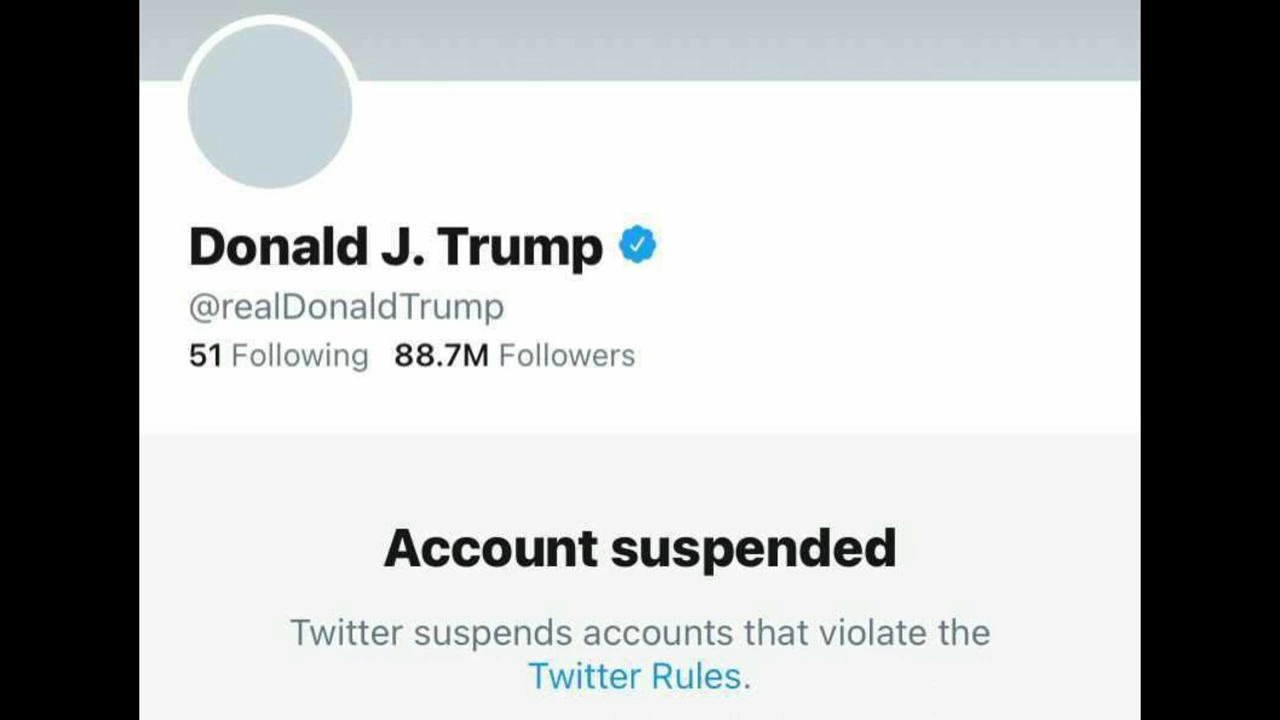 Donald J. Trump
@realDonaldTrump
51 Following 88.7M Followers
Account suspended
Twitter suspends accounts that violate the
Twitter Rules.